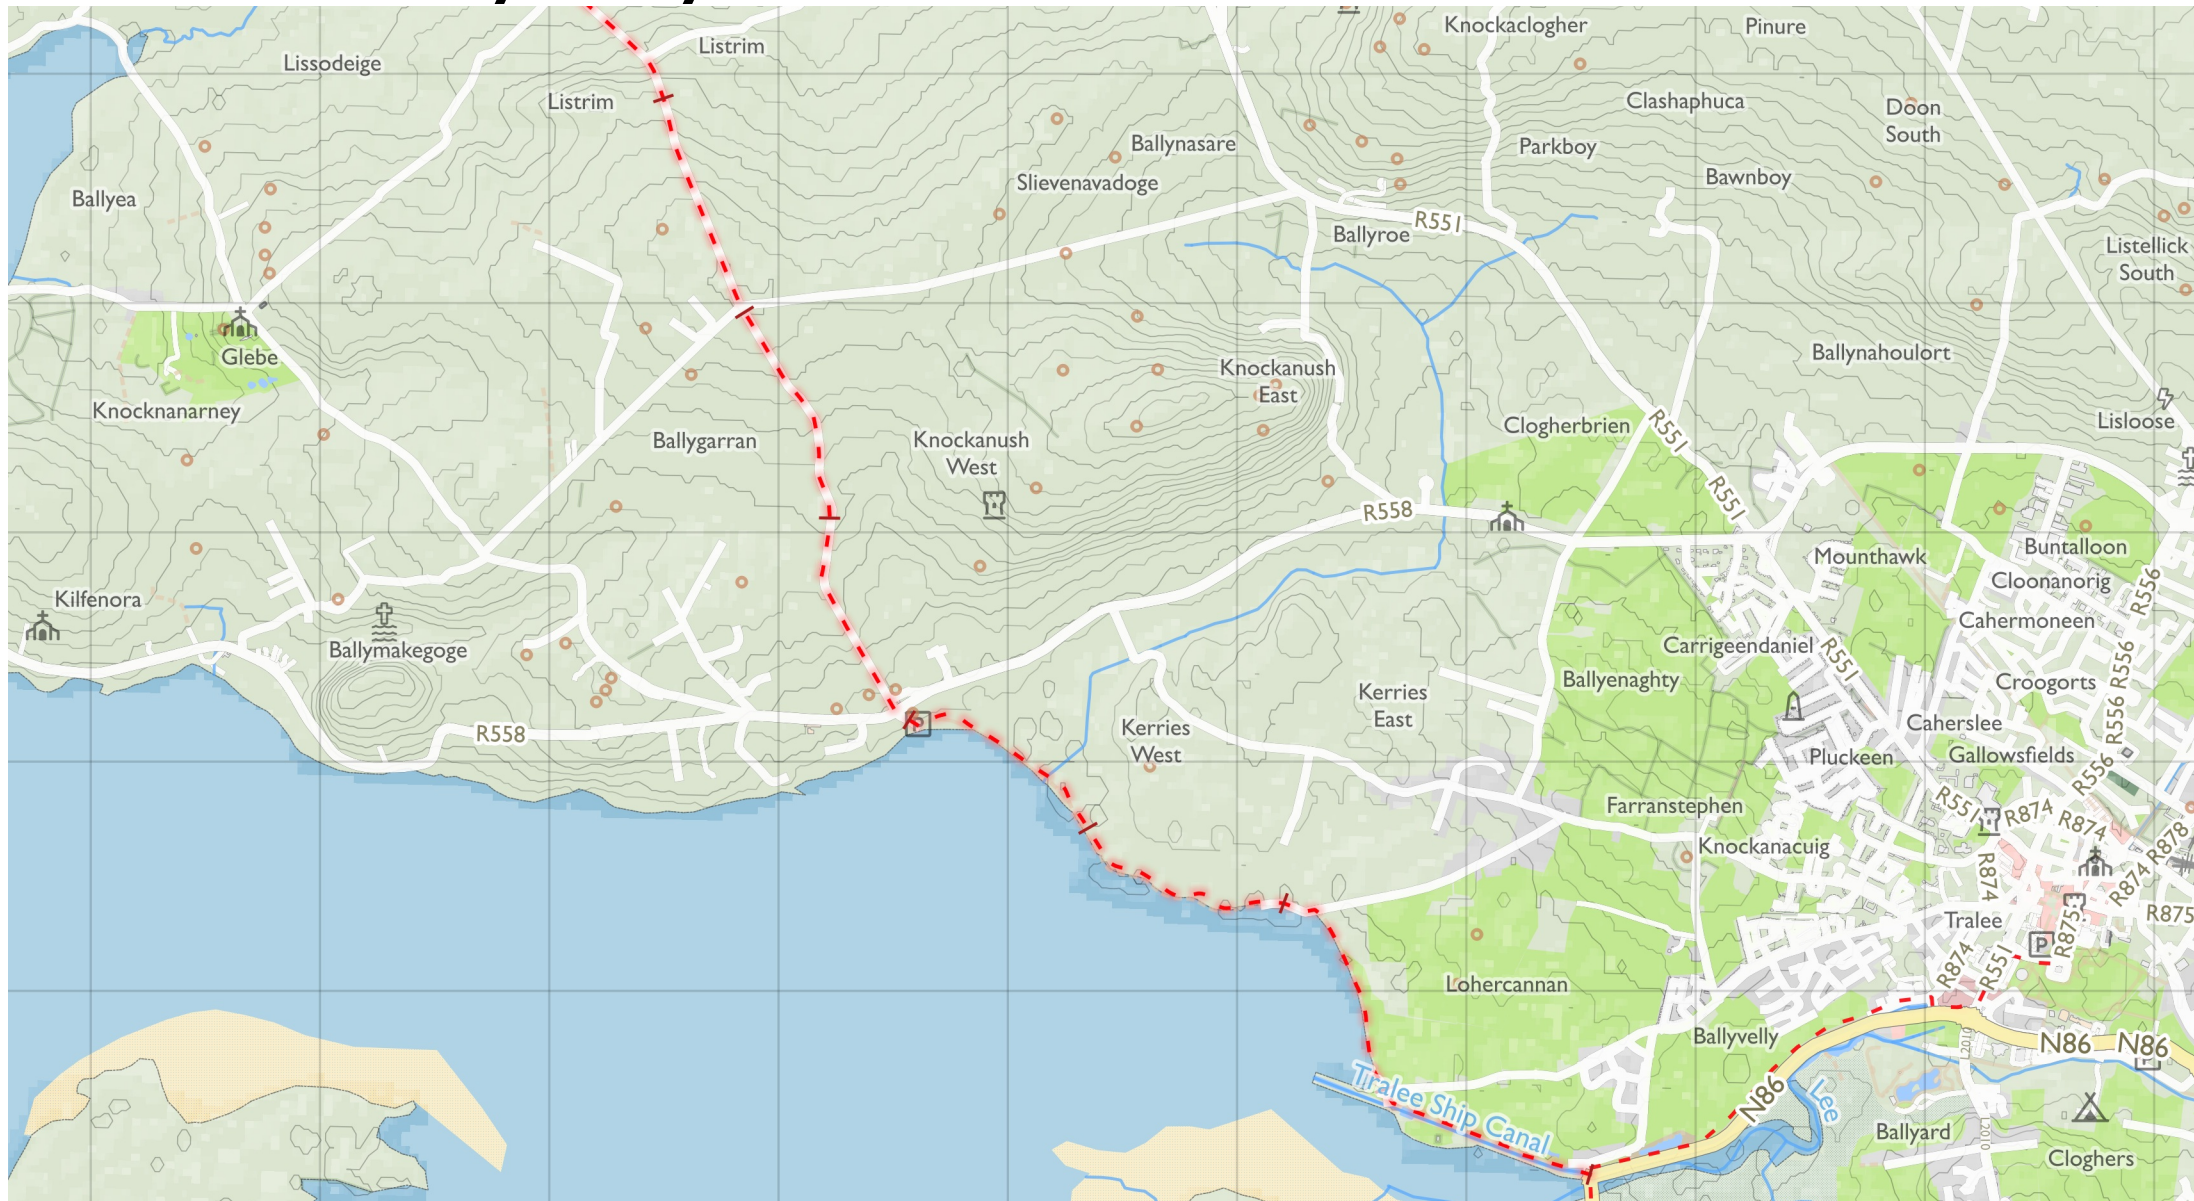 Knockaclogher
Pinure
Listrim
Lissodeige
Listrim
Clashaphuca
Doon
South
Ballynasare
Parkboy
Slievenavadoge
Bawnboy
Ballyea
R551
Ballyroe
Listellick
South
Glebe
Ballynahoulort
Knockanush
East
Knocknanarney
Clogherbrien
R551
Lisloose
Ballygarran
Knockanush
West
R551
R558
Mounthawk
Buntalloon
Cloonanorig
R556
Kilfenora
Cahermoneen
Ballymakegoge
Carrigeendaniel
R551
R556
Ballyenaghty
Croogorts
Kerries
East
R556
R558
Kerries
West
Caherslee
Pluckeen
Gallowsfields
R556
Farranstephen
R551
R874
R874
Knockanacuig
R878
R874
R874
Tralee
R875
R875
P
R874
R551
Lohercannan
Ballyvelly
N86
N86
L2010
Tralee Ship Canal
N86
Lee
Ballyard
L2010
Cloghers